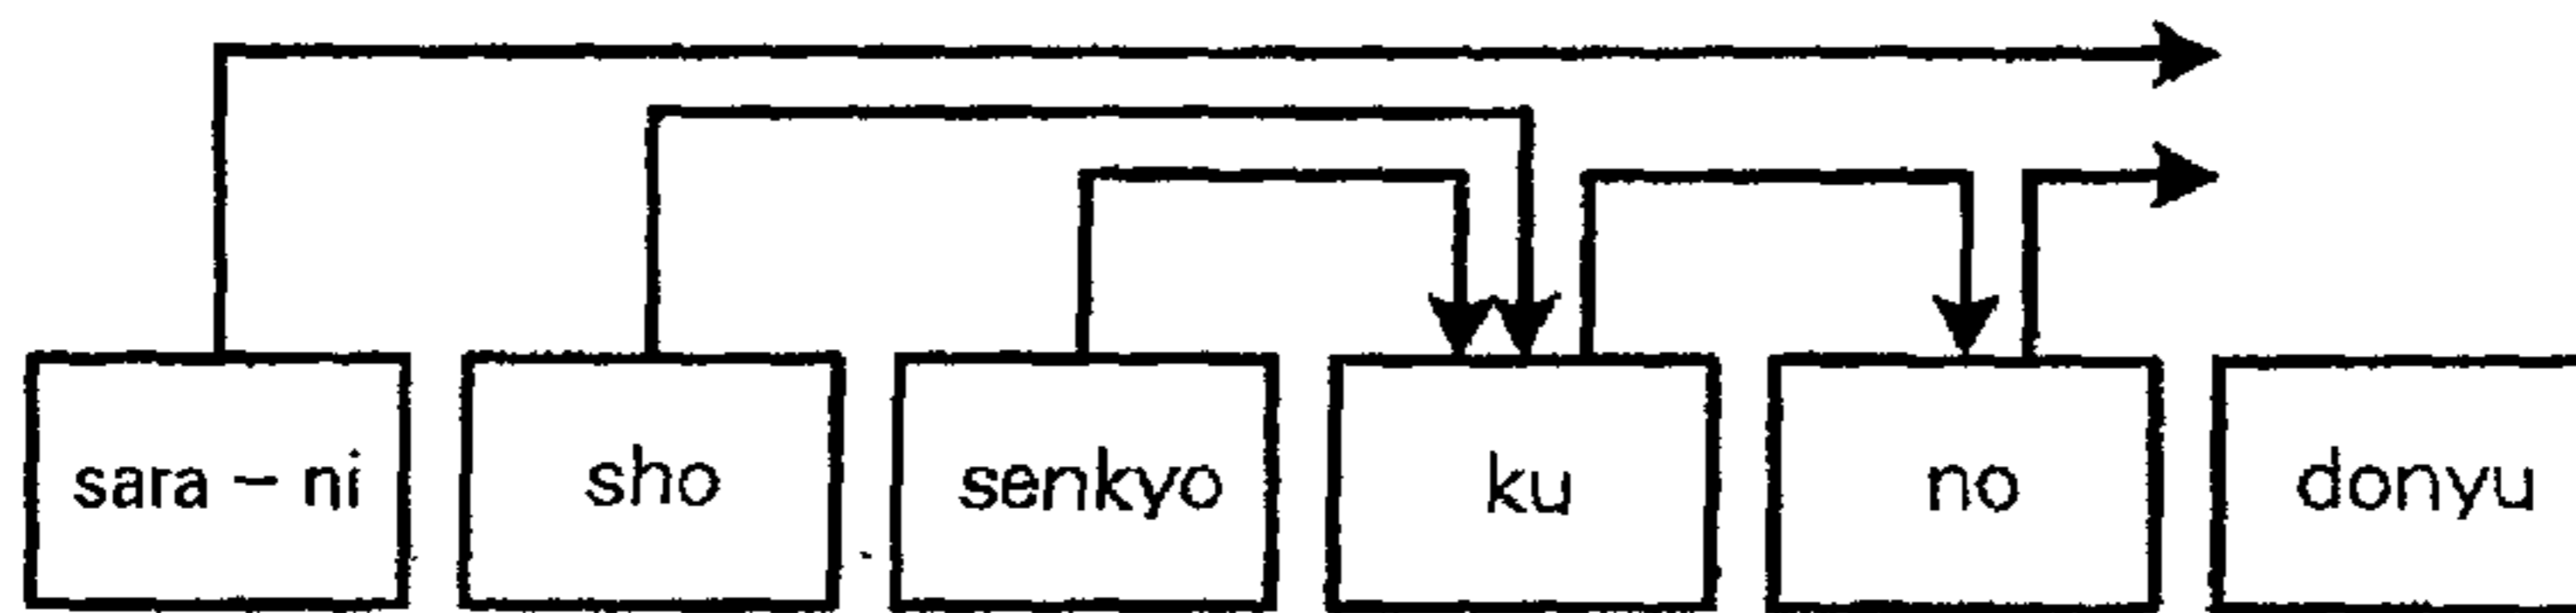 sara – ni sho senkyo ku no donyu